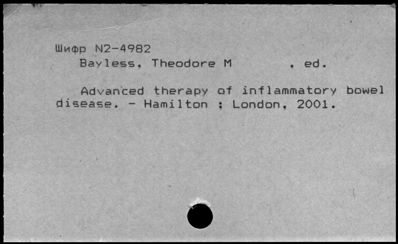 Шифр N2-4982
Bayless, Theodore M , ed.
Advanced therapy of inflammatory bowel
disease. - Hamilton ; London, 2001.